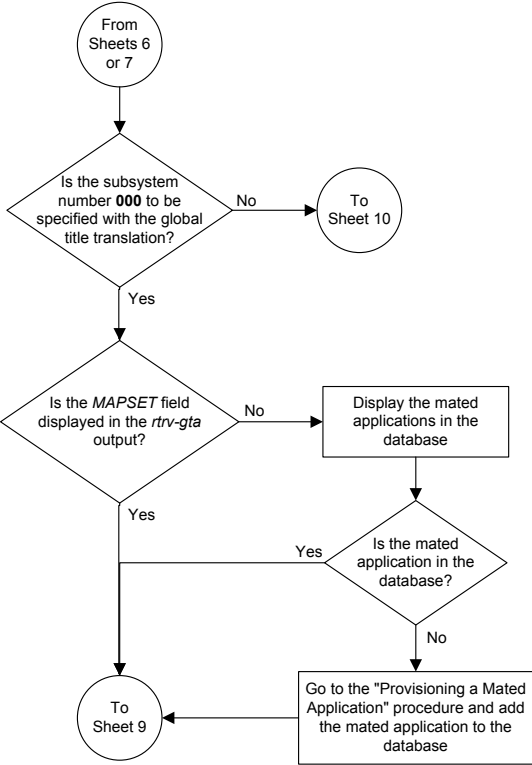 From
Sheets 6
or 7
Is the subsystem
number 000 to be
specified with the global
title translation?
No
To
Sheet 10
Yes
Is the MAPSET field
displayed in the rtrv-gta
output?
No
Display the mated
applications in the
database
Yes
Yes
Is the mated
application in the
database?
No
To
Sheet 9
Go to the "Provisioning a Mated
Application" procedure and add
the mated application to the
database